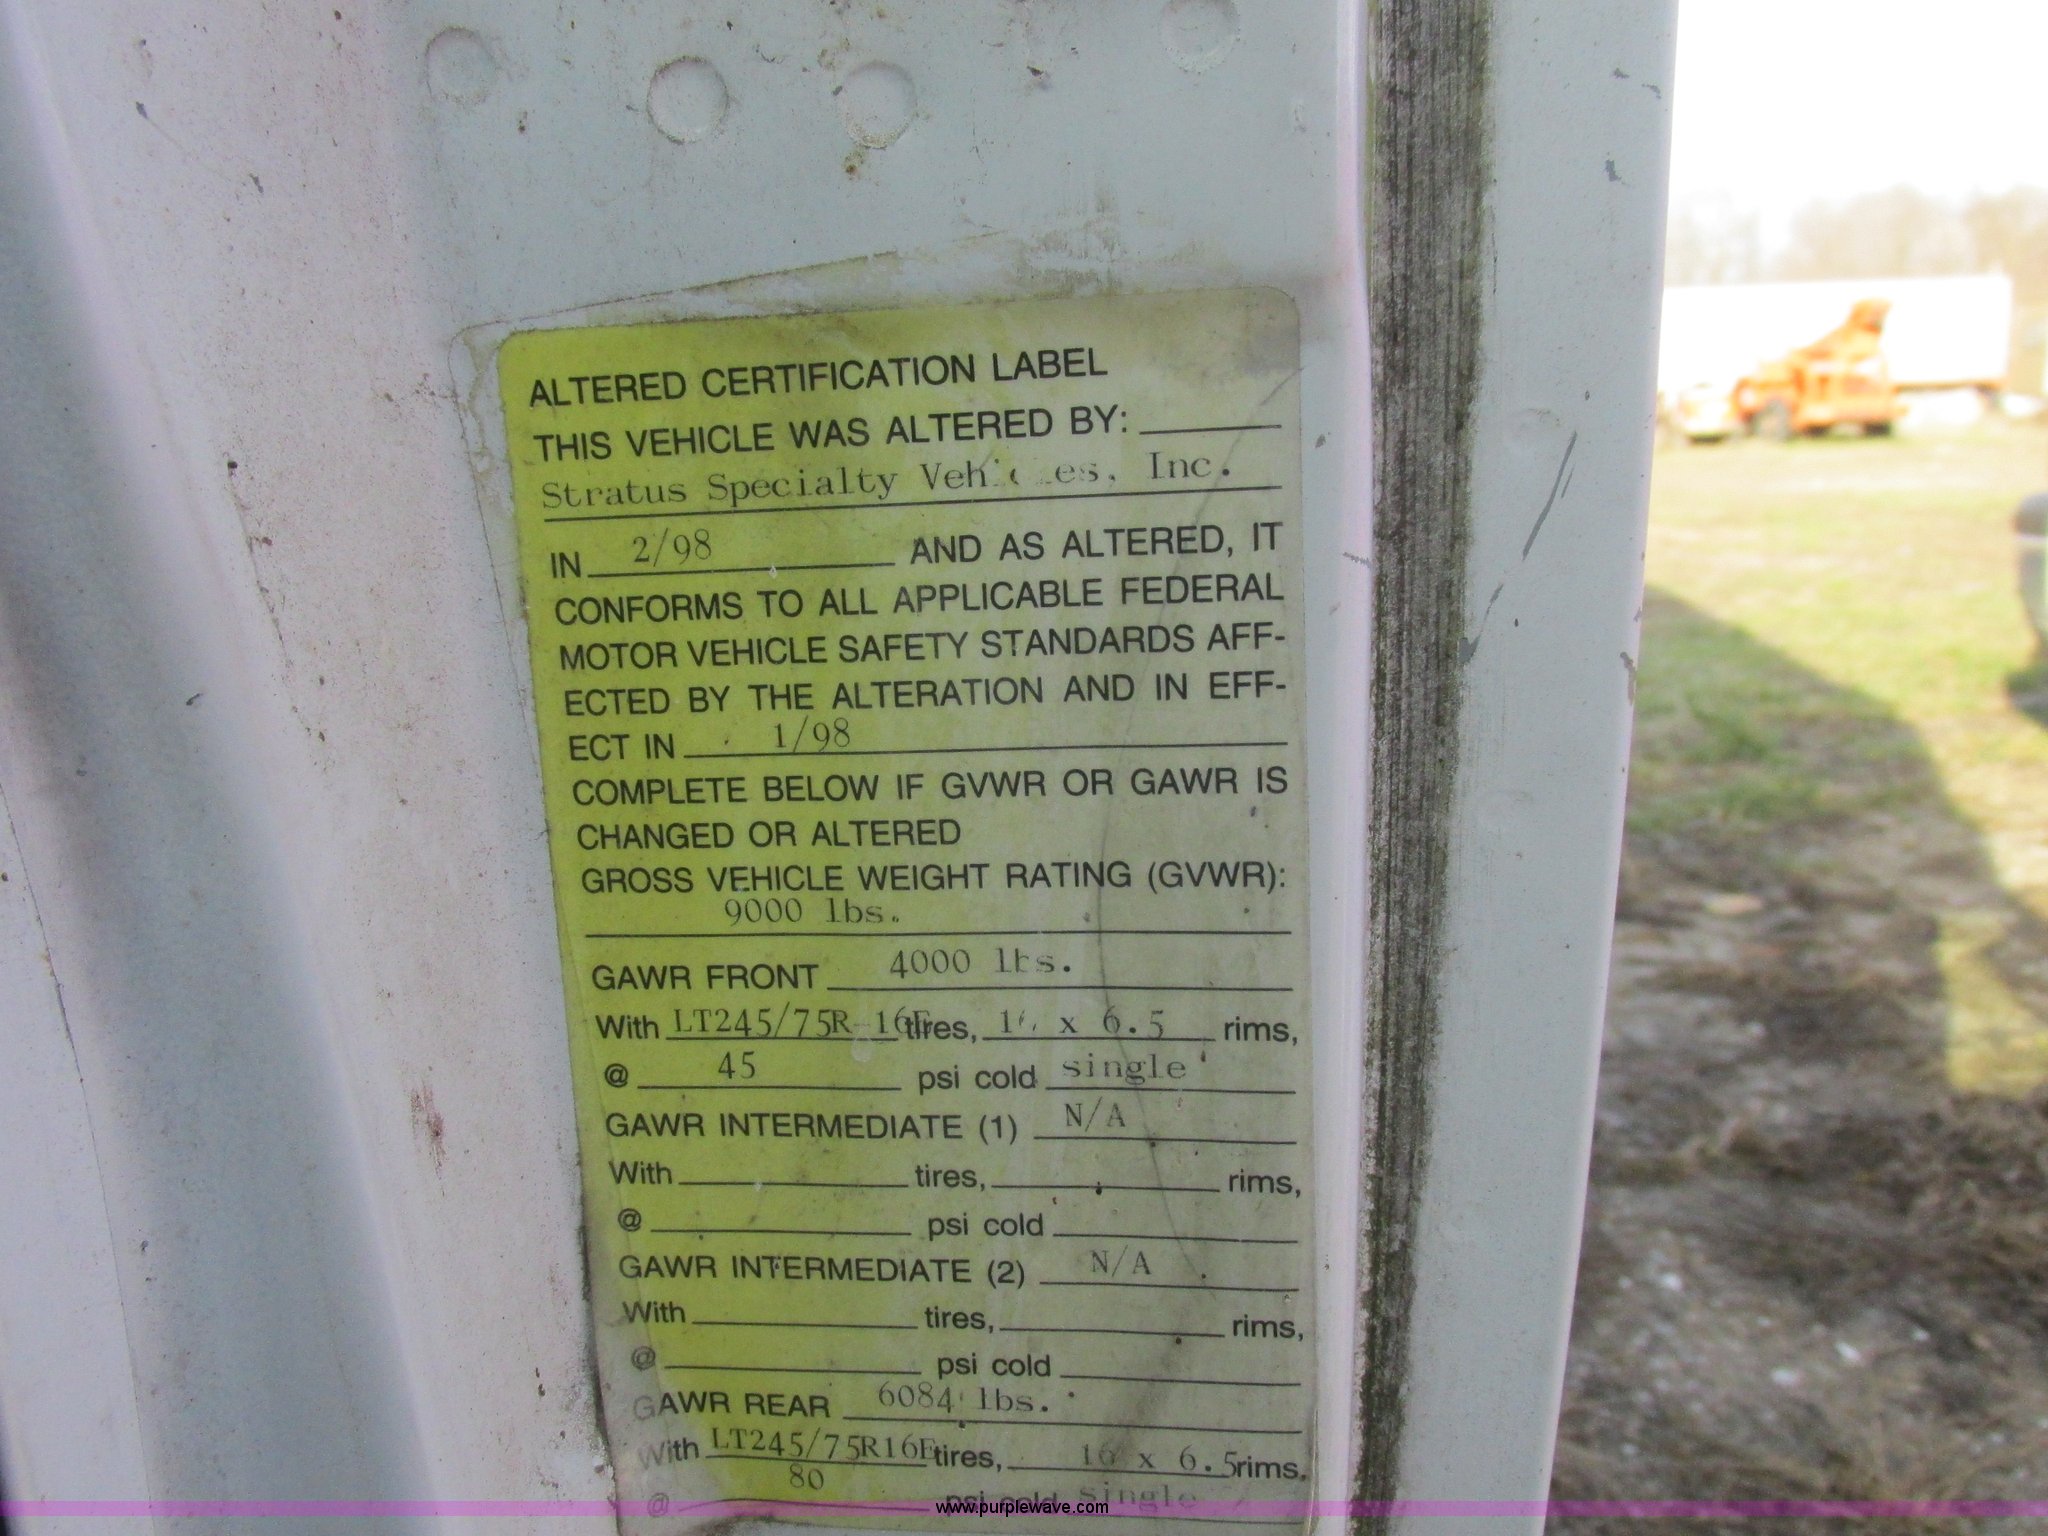 ALTERED CERTIFICATION LABEL
THIS VEHICLE WAS ALTERED BY:
Stratus Specialty Vehicles, Inc.
IN 2/98 AND AS ALTERED, IT
CONFORMS TO ALL APPLICABLE FEDERAL
MOTOR VEHICLE SAFETY STANDARDS AFF-
ECTED BY THE ALTERATION AND IN EFF-
ECT IN 1/98
COMPLETE BELOW IF GVWR OR GAWR IS
CHANGED OR ALTERED
GROSS VEHICLE WEIGHT RATING (GVWR):
9000 lbs.
GAWR FRONT 4000 lbs.
With LT245/75R-16E tires, 16 x 6.5 rims,
@ 45 psi cold single
GAWR INTERMEDIATE (1) N/A
With tires, rims,
@ psi cold
GAWR INTERMEDIATE (2) N/A
With tires, rims,
@ psi cold
GAWR REAR 6084 lbs.
With LT245/75R16E tires, 16 x 6.5 rims,
@ 80 psi cold single
www.purplewave.com